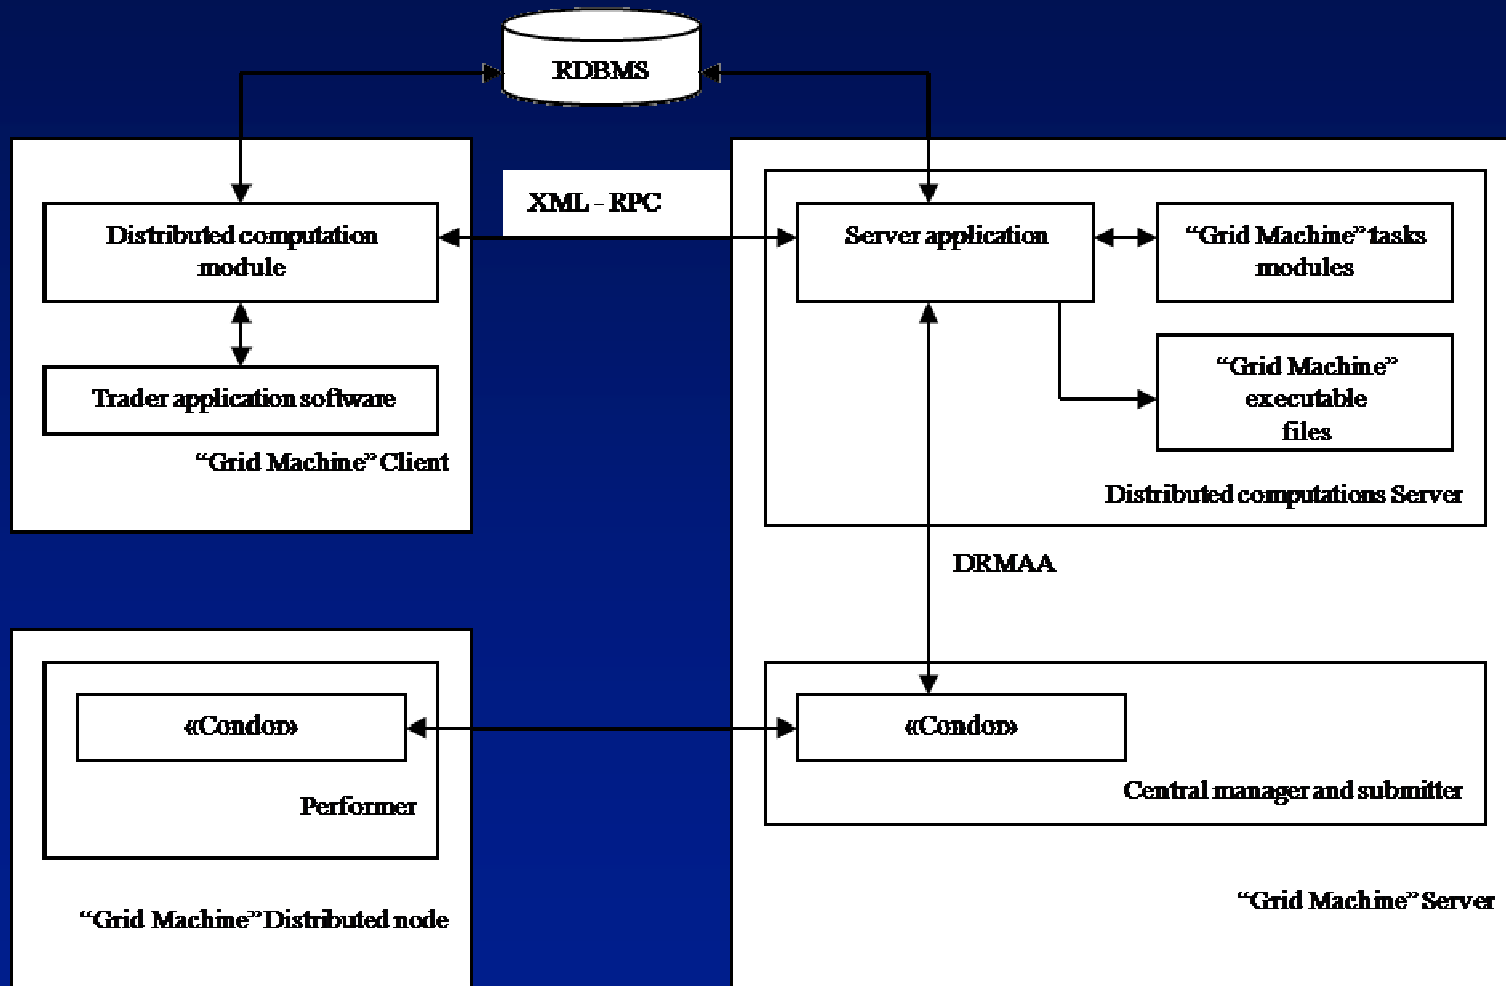 RDBMS
XML - RPC
Distributed computation
module
Server application
“Grid Machine” tasks
modules
Trader application software
“Grid Machine”
executable
files
“Grid Machine” Client
Distributed computations Server
DRMAA
«Condor»
«Condor»
Performer
Central manager and submitter
“Grid Machine” Distributed node
“Grid Machine” Server